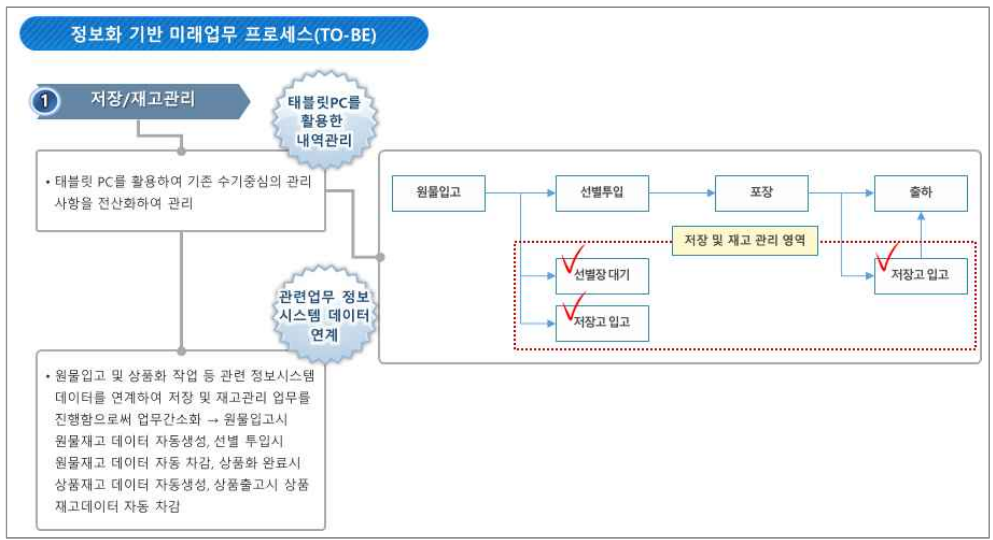 정보화 기반 미래업무 프로세스(TO-BE)
1 저장/재고관리
태블릿PC를
활용한
내역관리
• 태블릿 PC를 활용하여 기존 수기중심의 관리
사항을 전산화하여 관리
원물입고
선별투입
포장
출하
저장 및 재고 관리 영역
선별장 대기
저장고 입고
저장고 입고
관련업무 정보
시스템 데이터
연계
• 원물입고 및 상품화 작업 등 관련 정보시스템
데이터를 연계하여 저장 및 재고관리 업무를
진행함으로써 업무간소화 → 원물입고시
원물재고 데이터 자동생성, 선별 투입시
원물재고 데이터 자동 차감, 상품화 완료시
상품재고 데이터 자동생성, 상품출고시 상품
재고데이터 자동 차감